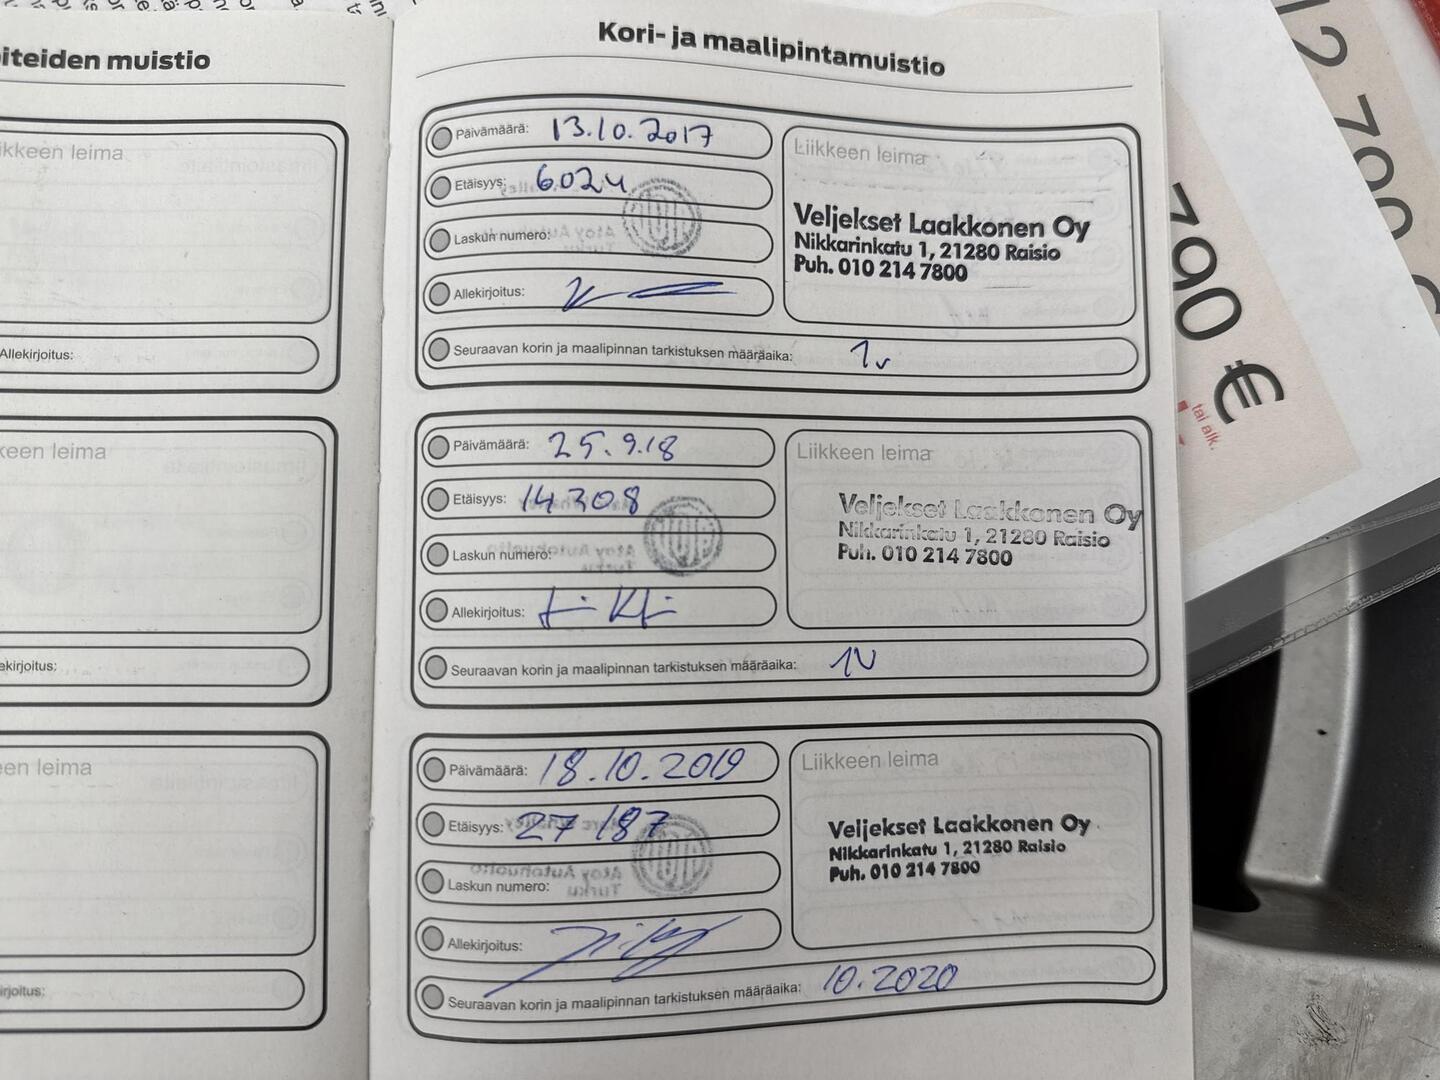 iteiden muistio
ikkeen leima
Allekirjoitus:
keen leima
ekirjoitus:
een leima
irjoitus:
Kori- ja maalipintamuistio
Päivämäärä: 13.10.2017
Etäisyys: 6024
Laskun numero:
Allekirjoitus:
Liikkeen leima
Veljekset Laakkonen Oy
Nikkarinkatu 1, 21280 Raisio
Puh. 010 214 7800
Seuraavan korin ja maalipinnan tarkistuksen määräaika: 1v
Päivämäärä: 25.9.18
Etäisyys: 14308
Laskun numero:
Allekirjoitus:
Liikkeen leima
Veljekset Laakkonen Oy
Nikkarinkatu 1, 21280 Raisio
Puh. 010 214 7800
Seuraavan korin ja maalipinnan tarkistuksen määräaika: 1V
Päivämäärä: 18.10.2019
Etäisyys: 27187
Laskun numero:
Allekirjoitus:
Liikkeen leima
Veljekset Laakkonen Oy
Nikkarinkatu 1, 21280 Raisio
Puh. 010 214 7800
Seuraavan korin ja maalipinnan tarkistuksen määräaika: 10.2020
12 790 €
790 €
tai alk.